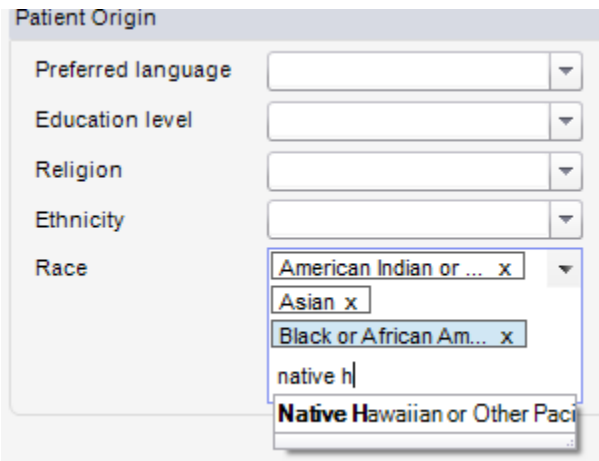 Patient Origin
Preferred language
Education level
Religion
Ethnicity
Race
American Indian or ... x
Asian x
Black or African Am... x
native h
Native Hawaiian or Other Paci